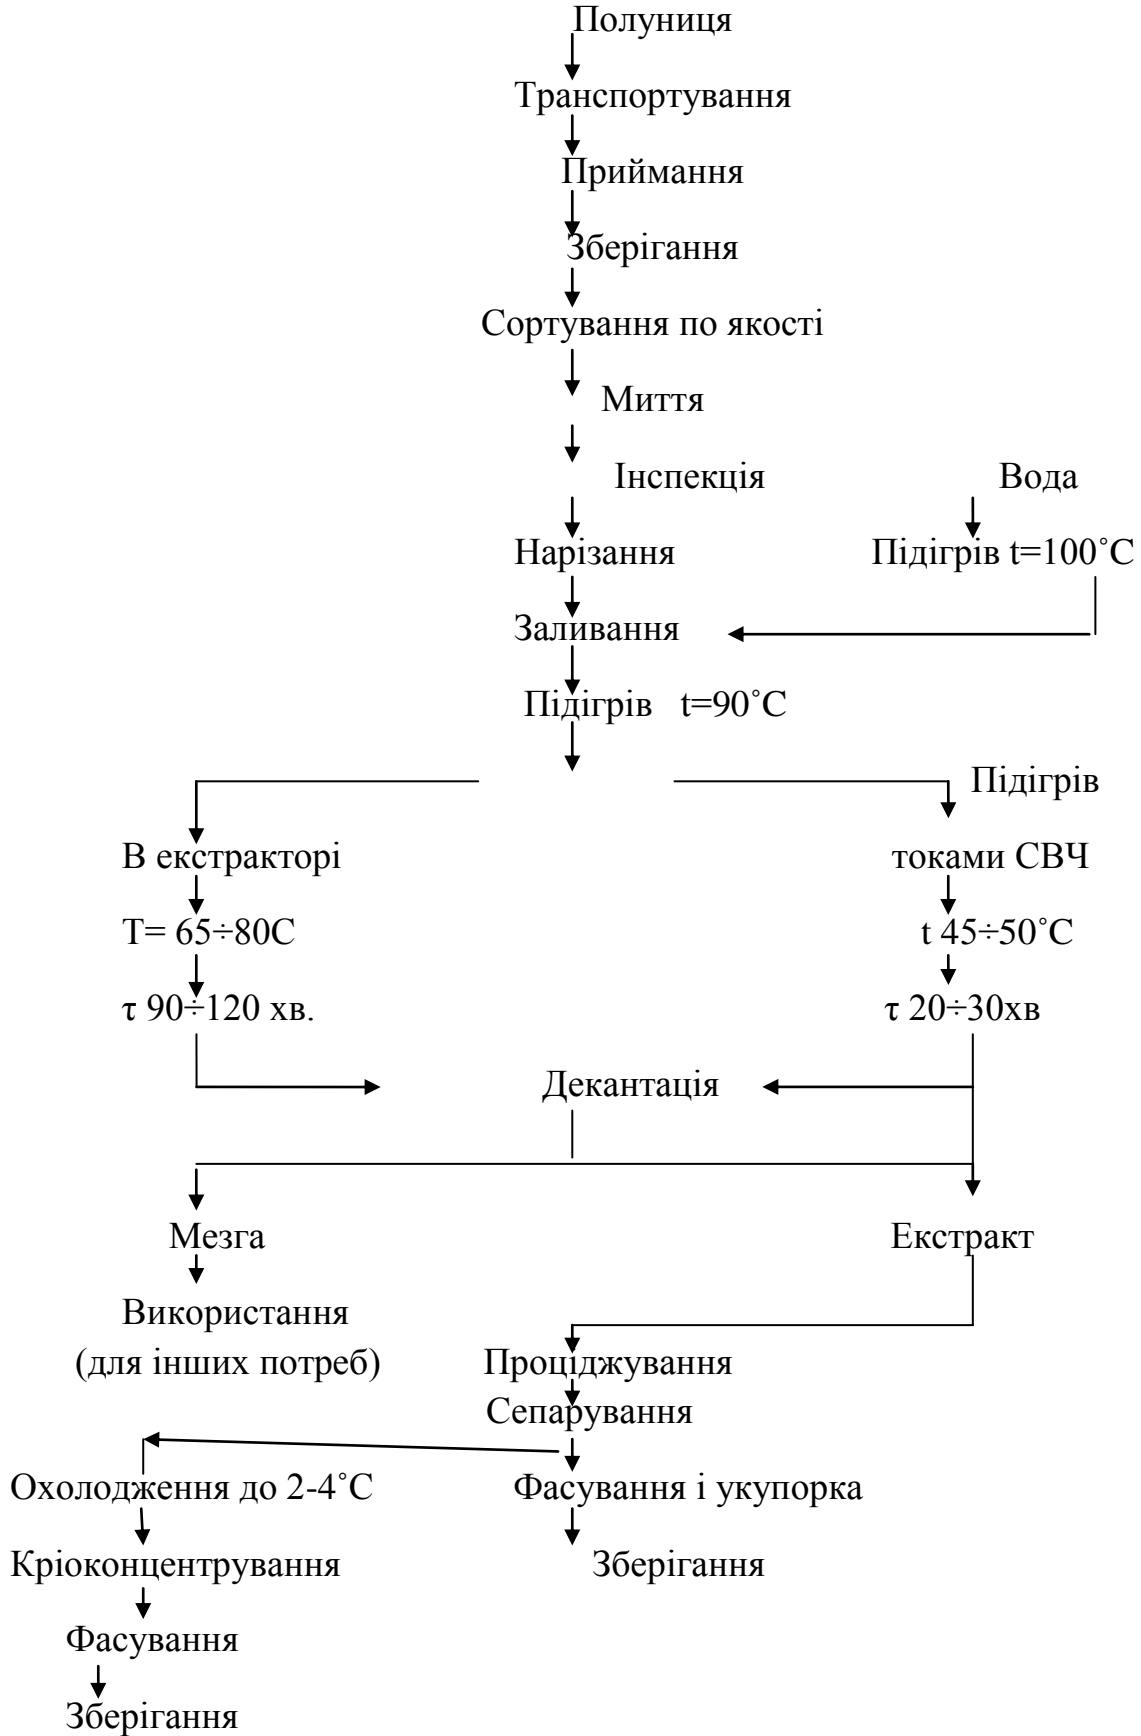 Полуниця
Транспортування
Приймання
Зберігання
Сортування по якості
Миття
Інспекція
Вода
Нарізання
Підігрів t=100˚С
Заливання
Підігрів t=90˚С
Підігрів
В екстракторі
токами СВЧ
Т= 65÷80С
t 45÷50˚С
τ 90÷120 хв.
τ 20÷30хв
Декантація
Мезга
Екстракт
Використання
(для інших потреб)
Проціджування
Сепарування
Охолодження до 2-4˚С
Фасування і укупорка
Кріоконцентрування
Зберігання
Фасування
Зберігання